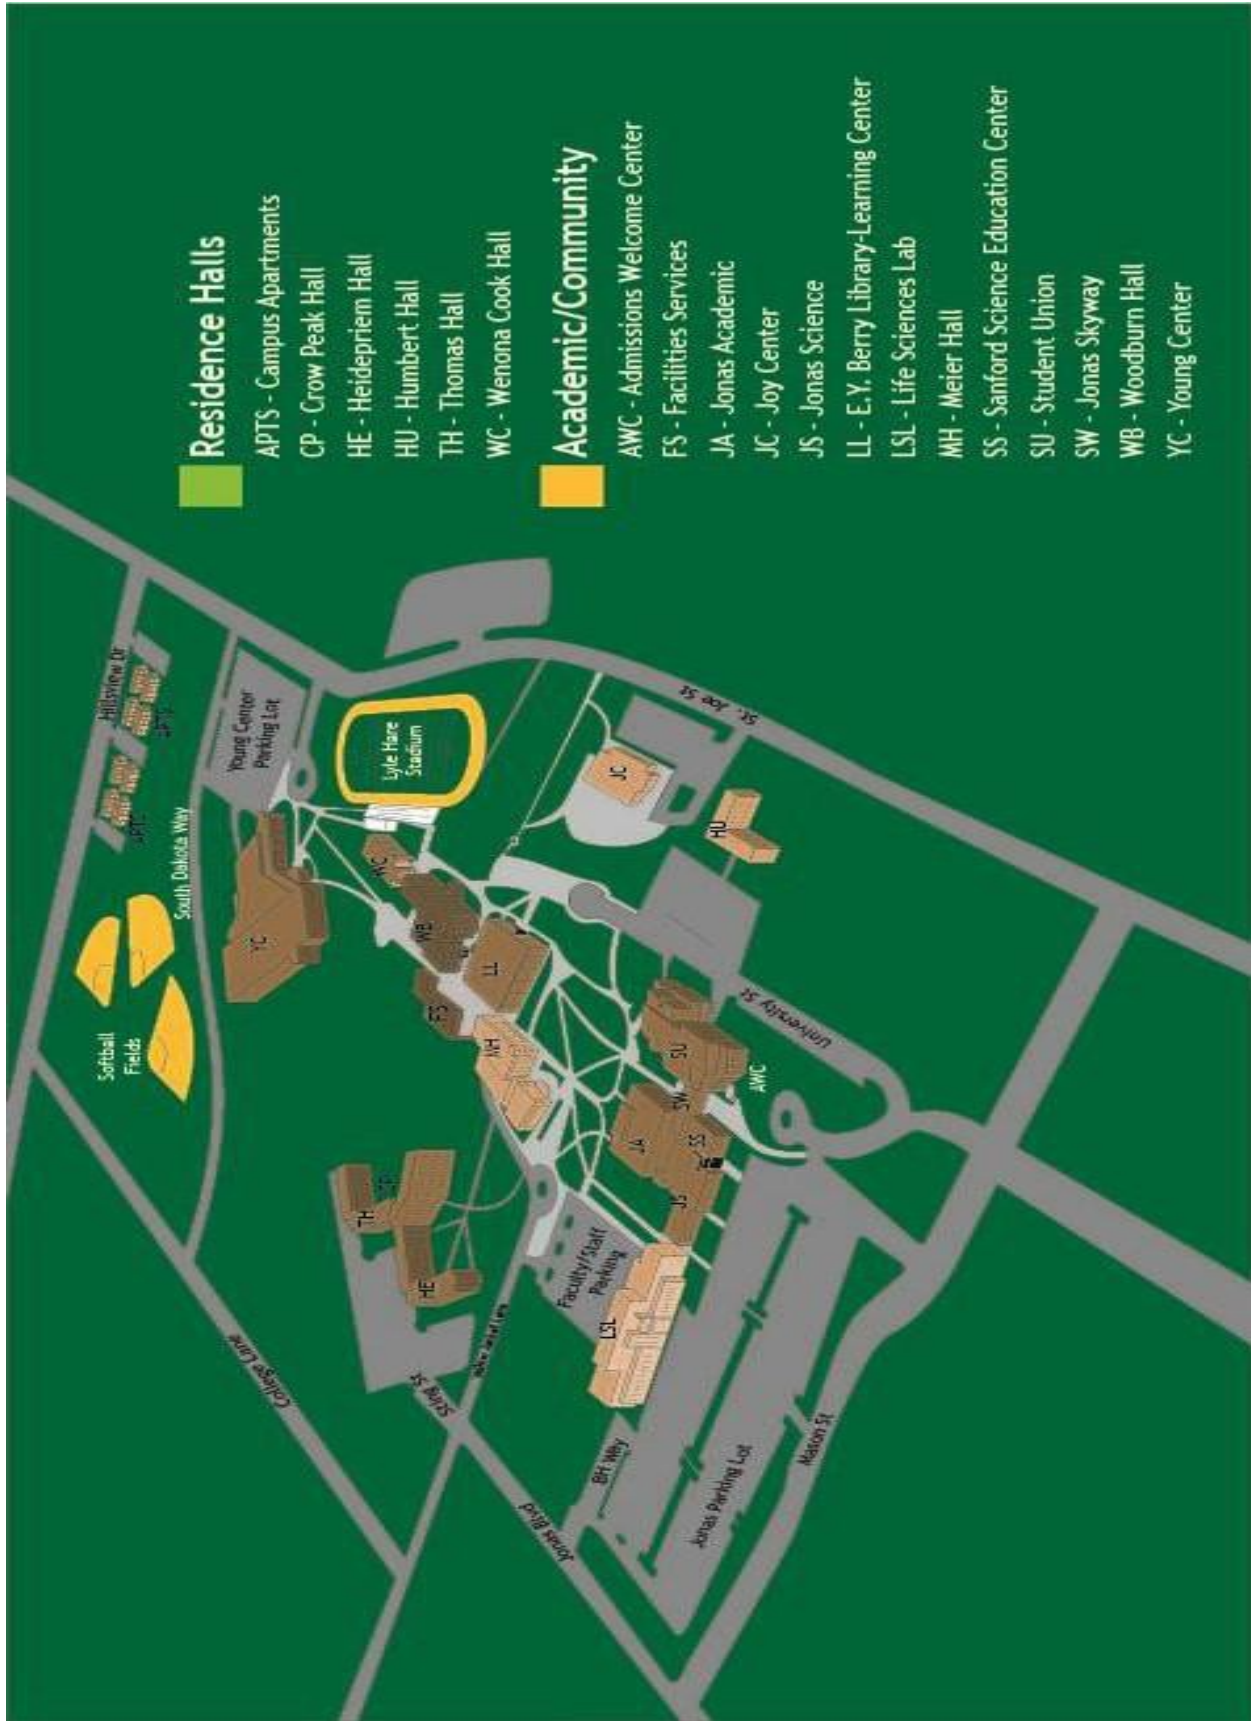 Residence Halls
APTS - Campus Apartments
CP - Crow Peak Hall
HE - Heidepriem Hall
HU - Humbert Hall
TH - Thomas Hall
WC - Wenona Cook Hall
Academic/Community
AWC - Admissions Welcome Center
FS - Facilities Services
JA - Jonas Academic
JC - Joy Center
JS - Jonas Science
LL - E.Y. Berry Library-Learning Center
LSL - Life Sciences Lab
MH - Meier Hall
SS - Sanford Science Education Center
SU - Student Union
SW - Jonas Skyway
WB - Woodburn Hall
YC - Young Center
Hillsview Dr
APTS
APTS
Softball
Fields
South Dakota Way
Young Center
Parking Lot
YC
Lyle Hare
Stadium
WC
WB
FS
LL
MH
TH
CP
HE
College Lane
Sting St
Faculty/Staff
Parking
LSL
JC
HU
St. Joe St
University St
SU
AWC
SW
JA
SS
JS
BH Way
Jonas Blvd
Jonas Parking Lot
Mason St